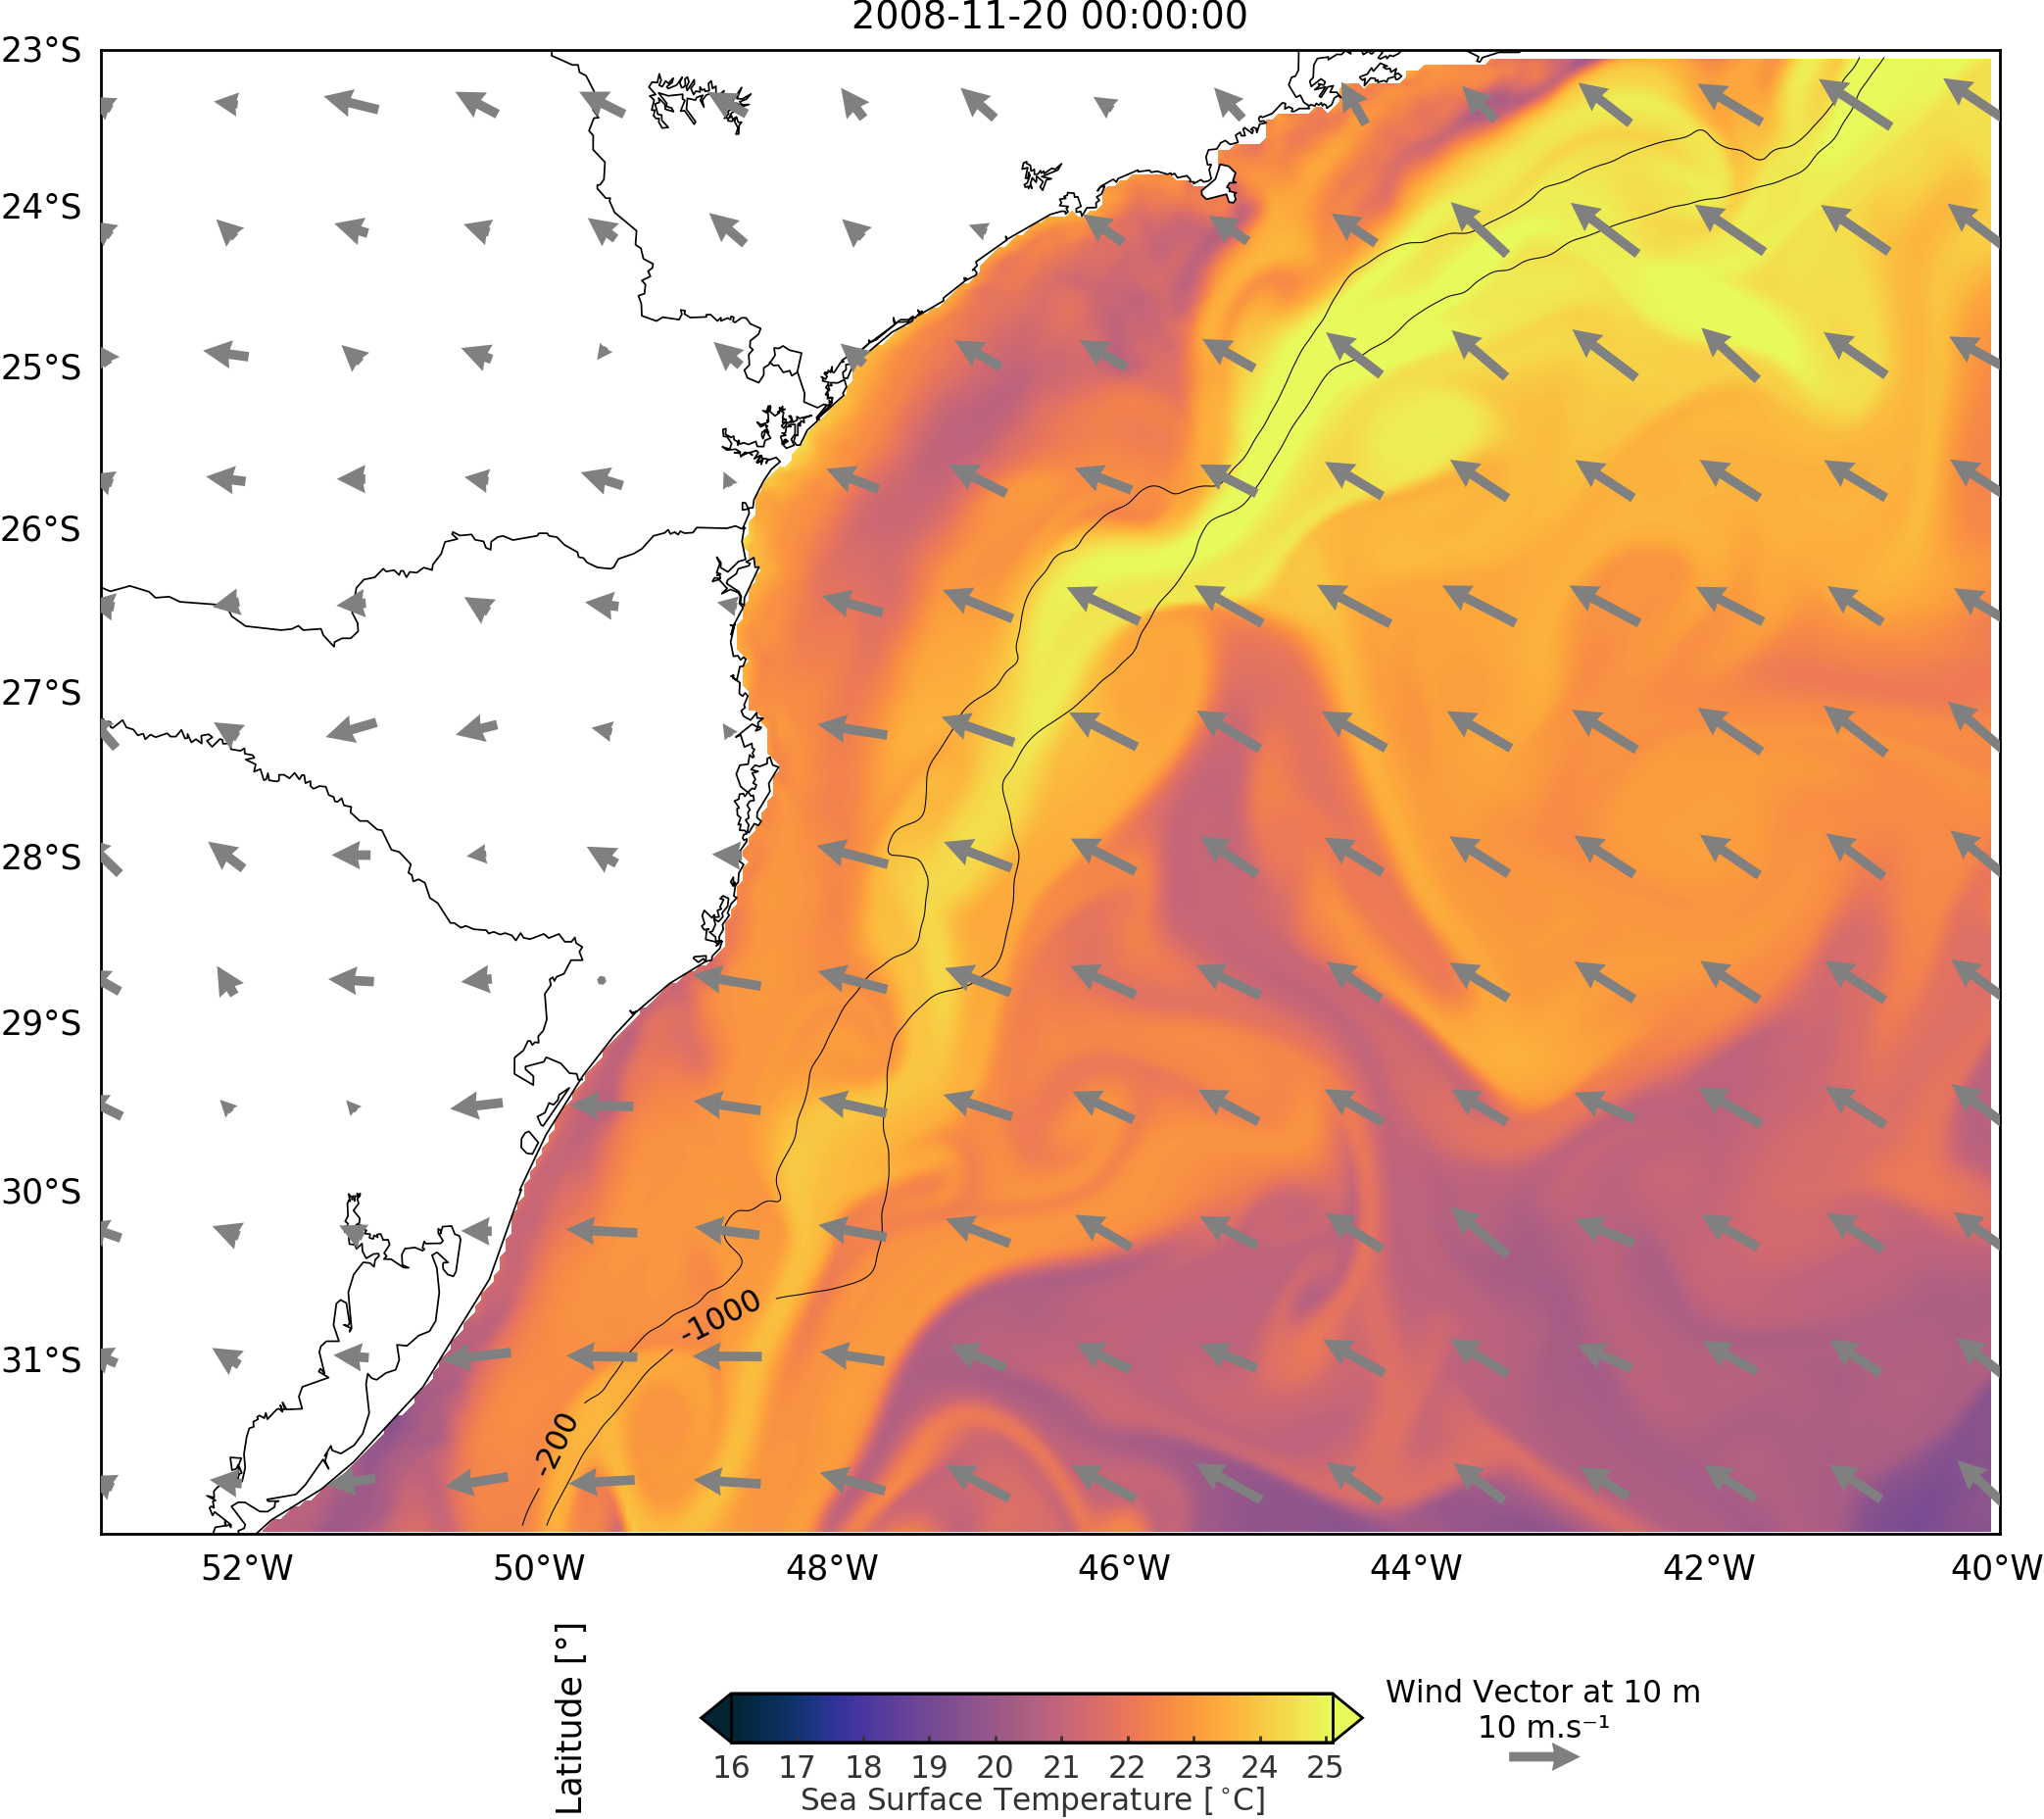 2008-11-20 00:00:00
23°S
24°S
25°S
26°S
27°S
28°S
29°S
30°S
31°S
-1000
-200
52°W
50°W
48°W
46°W
44°W
42°W
40°W
Latitude [°]
16 17 18 19 20 21 22 23 24 25
Sea Surface Temperature [°C]
Wind Vector at 10 m
10 m.s⁻¹